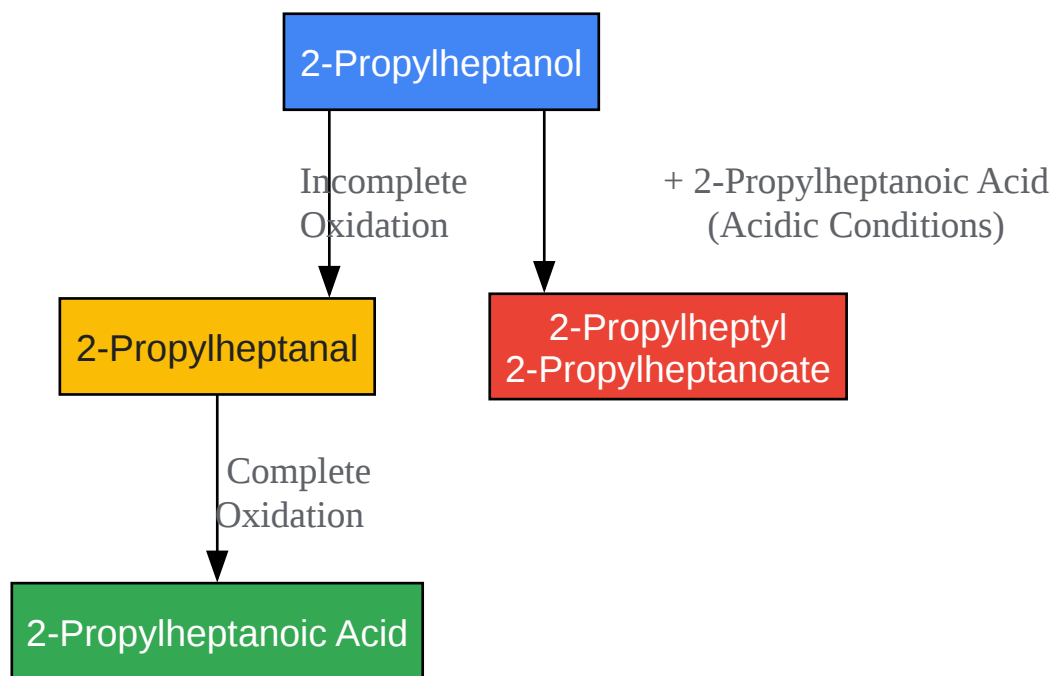 2-Propylheptanol
Incomplete
Oxidation
+ 2-Propylheptanoic Acid
(Acidic Conditions)
2-Propylheptanal
2-Propylheptyl
2-Propylheptanoate
Complete
Oxidation
2-Propylheptanoic Acid